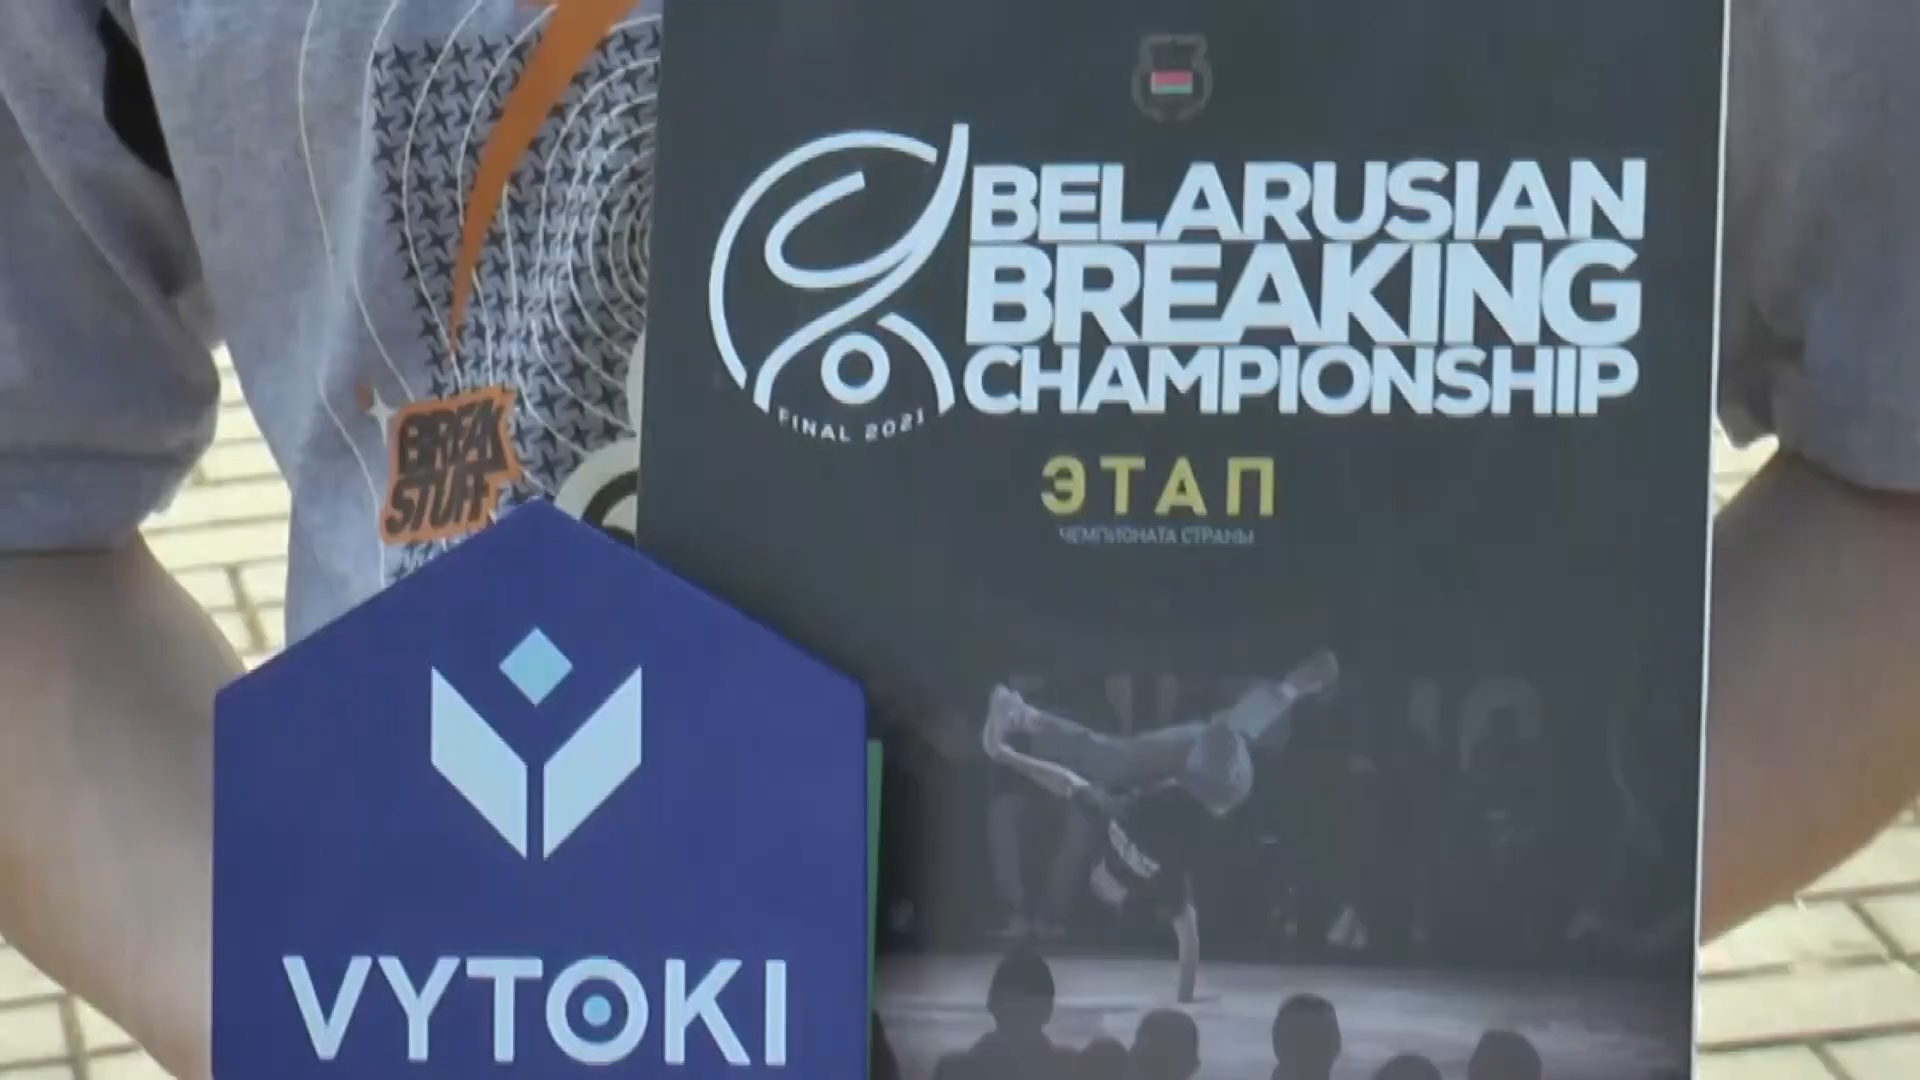 BELARUSIAN
BREAKING
CHAMPIONSHIP
FINAL 2021
ЭТАП
ЧЕМПИОНАТА СТРАНЫ
BREAK
STUFF
VYTOKI